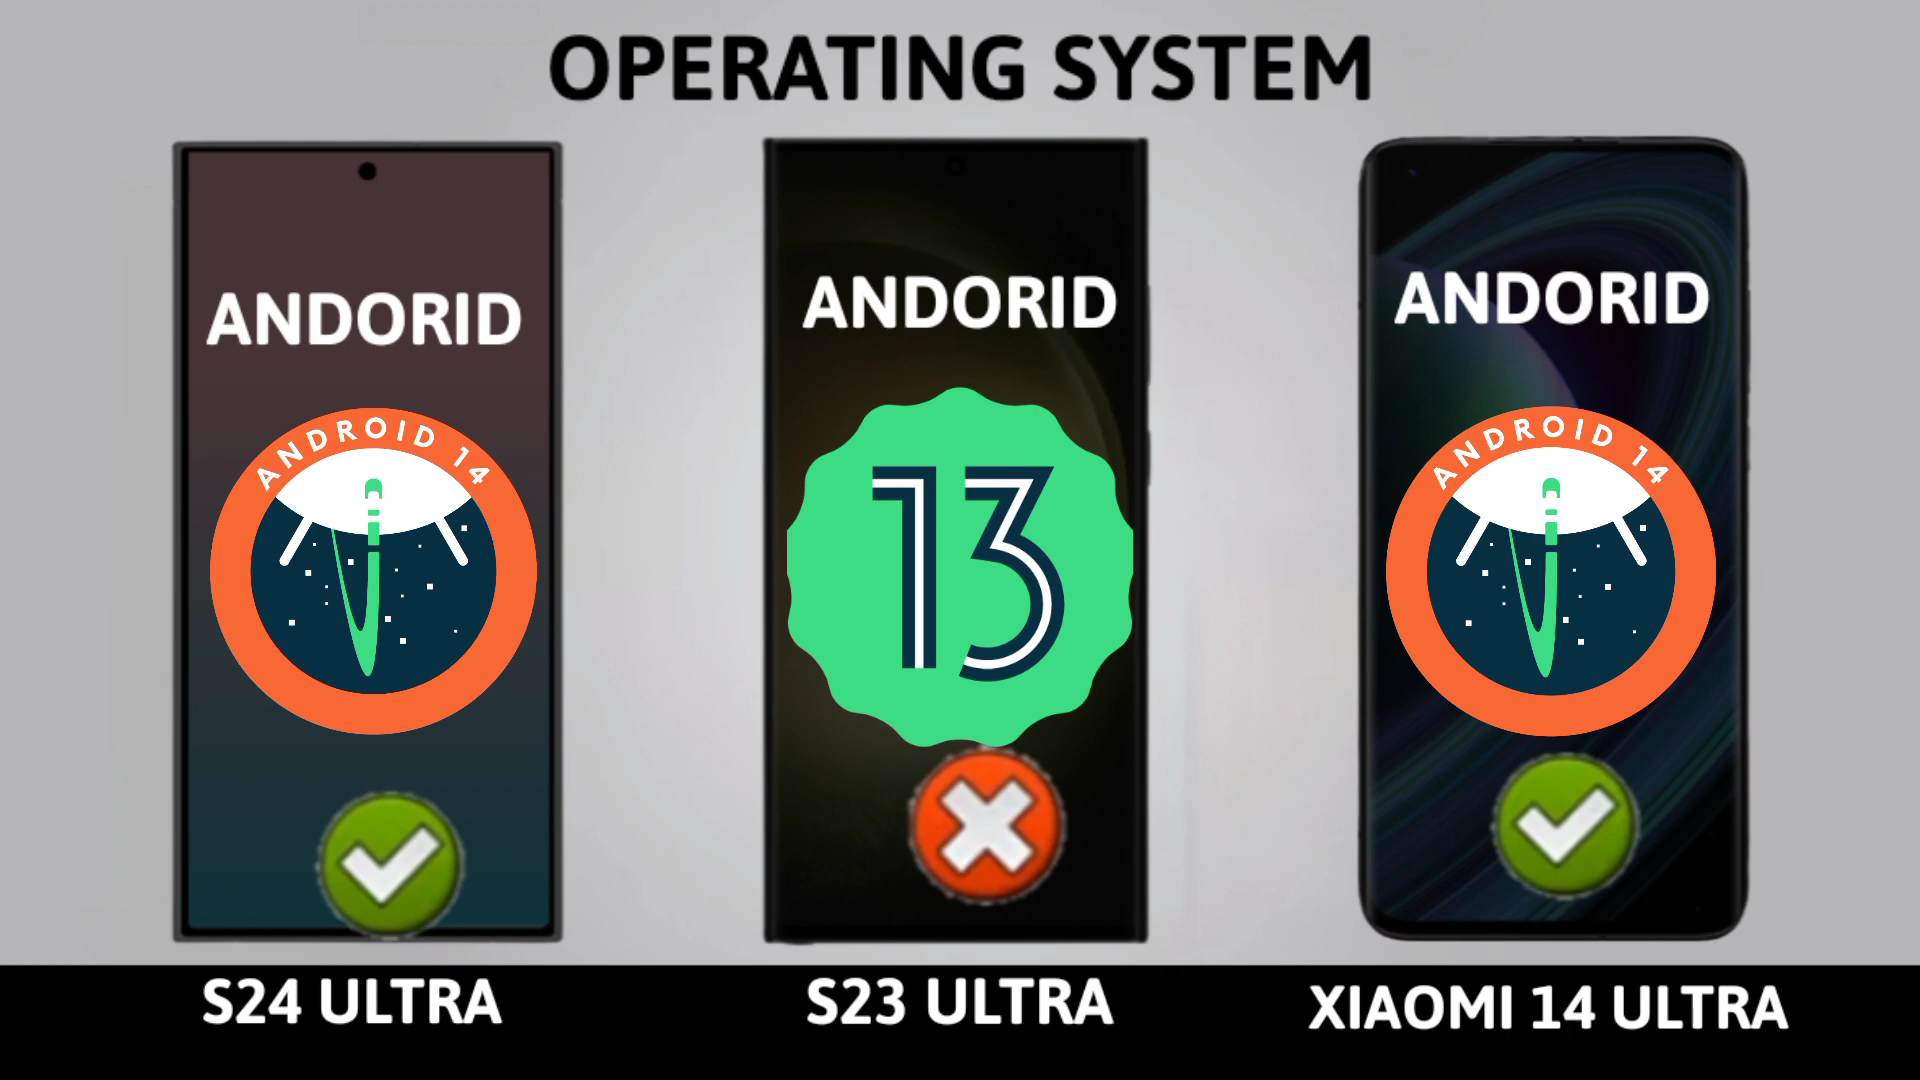 OPERATING SYSTEM
ANDORID
ANDROID 14
S24 ULTRA
ANDORID
13
S23 ULTRA
ANDORID
ANDROID 14
XIAOMI 14 ULTRA